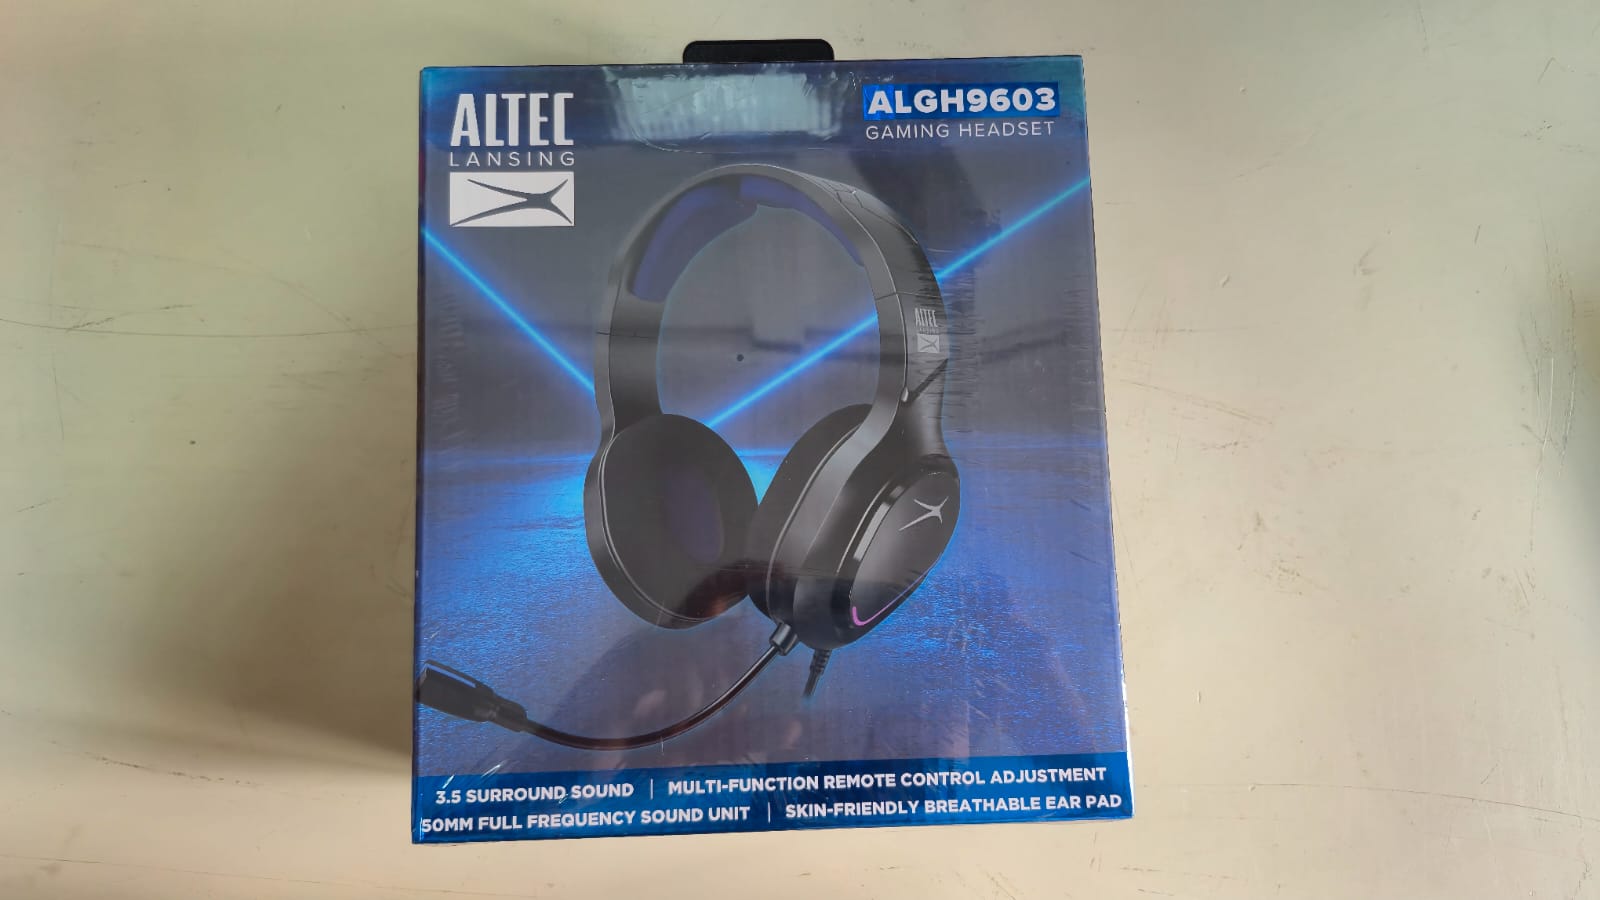 ALTEC
LANSING
ALGH9603
GAMING HEADSET
ALTEC
LANSING
3.5 SURROUND SOUND | MULTI-FUNCTION REMOTE CONTROL ADJUSTMENT
50MM FULL FREQUENCY SOUND UNIT | SKIN-FRIENDLY BREATHABLE EAR PAD